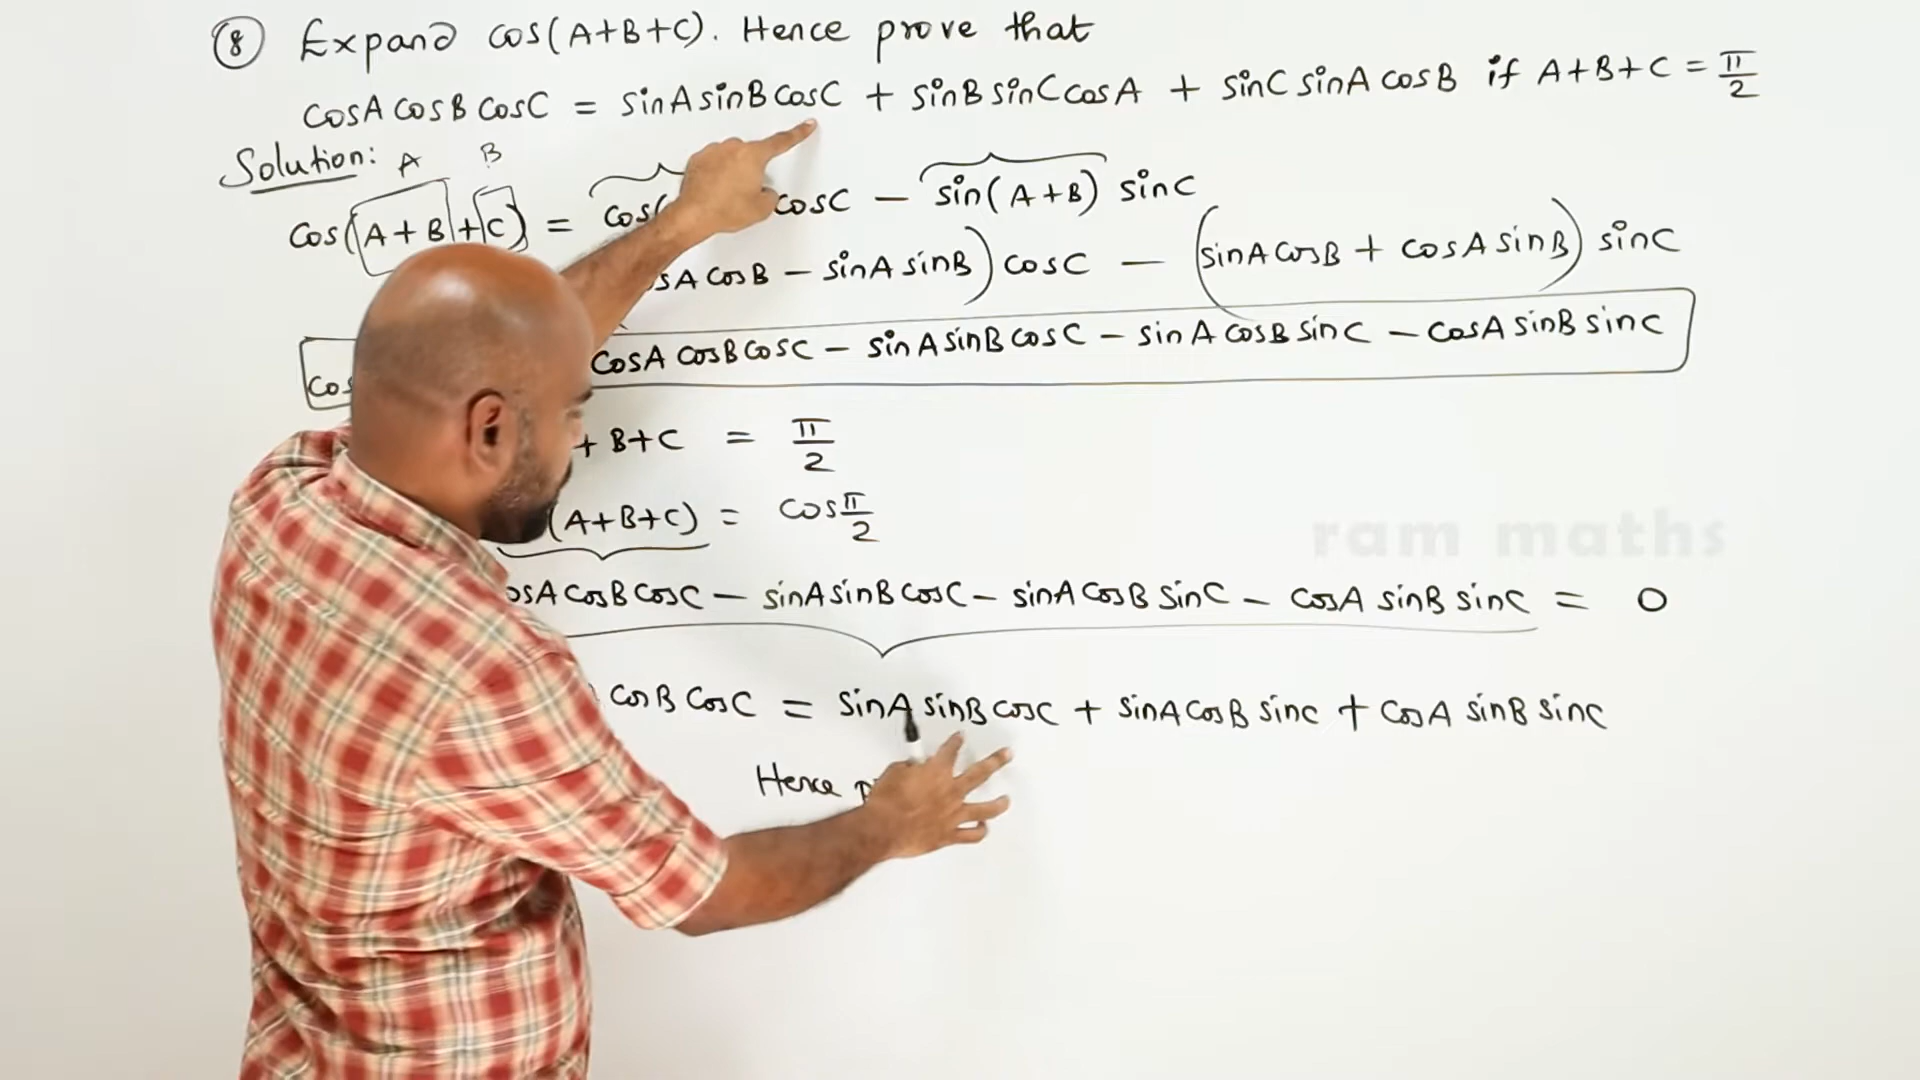 8 Expand cos(A+B+C). Hence prove that
cosA cosB cosC = sinA sinB cosC + sinB sinC cosA + sinC sinA cosB if A+B+C = π/2
Solution: A B
cos(A+B+C) = cos( cosC − sin(A+B) sinC
cosB − sinA sinB) cosC − (sinA cosB + cosA sinB) sinC
cosA cosB cosC − sinA sinB cosC − sinA cosB sinC − cosA sinB sinC
+ B+C = π/2
(A+B+C) = cos π/2
ram maths
cosB cosC − sinA sinB cosC − sinA cosB sinC − cosA sinB sinC = 0
cosB cosC = sinA sinB cosC + sinA cosB sinC + cosA sinB sinC
Hence